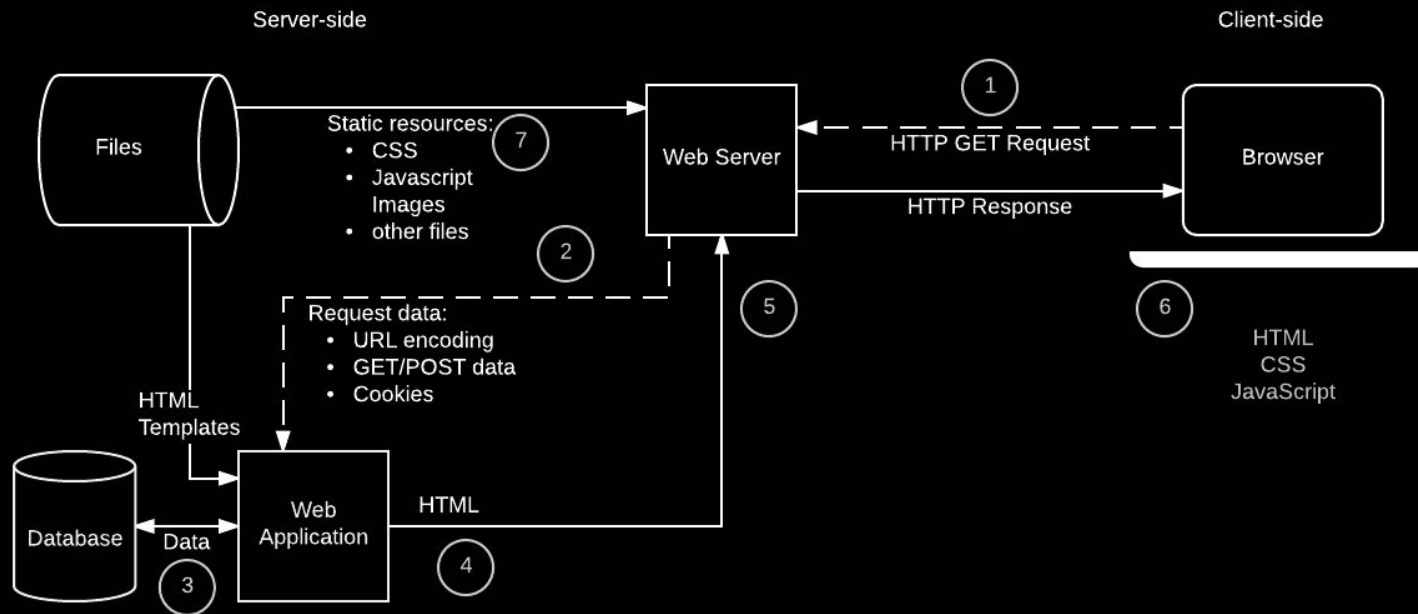 Server-side
Client-side
1
Files
Static resources:
7
• CSS
• Javascript
Images
• other files
Web Server
HTTP GET Request
Browser
HTTP Response
2
Request data:
• URL encoding
• GET/POST data
• Cookies
5
6
HTML
CSS
JavaScript
HTML
Templates
Database
Data
3
Web
Application
HTML
4